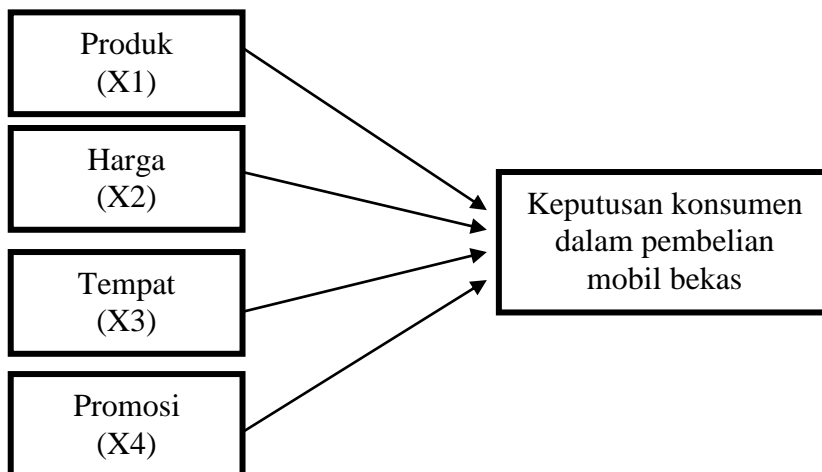 Produk
(X1)
Harga
(X2)
Tempat
(X3)
Promosi
(X4)
Keputusan konsumen
dalam pembelian
mobil bekas